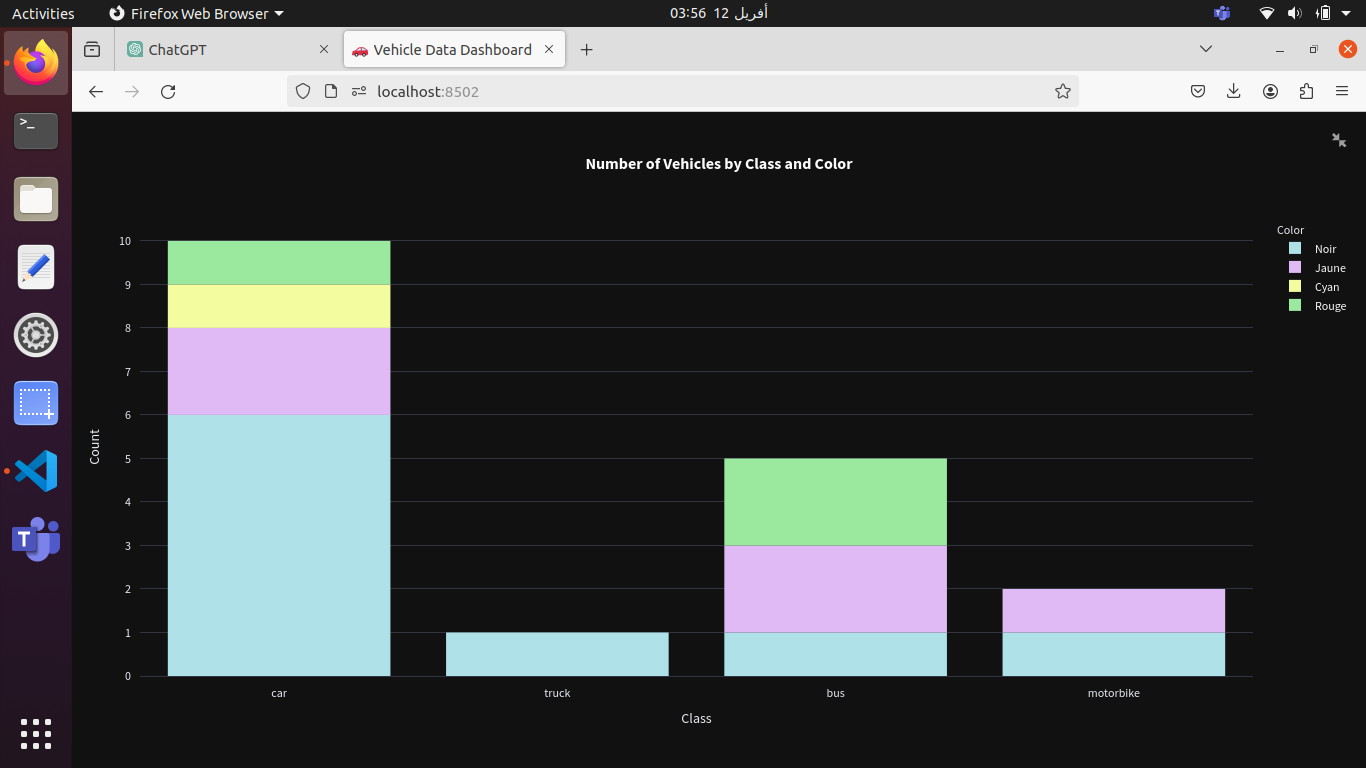 Activities
Firefox Web Browser
03:56 12 أفريل
ChatGPT
Vehicle Data Dashboard
localhost:8502
>_
T
Number of Vehicles by Class and Color
Color
Noir
Jaune
Cyan
Rouge
Count
10
9
8
7
6
5
4
3
2
1
0
car
truck
bus
motorbike
Class